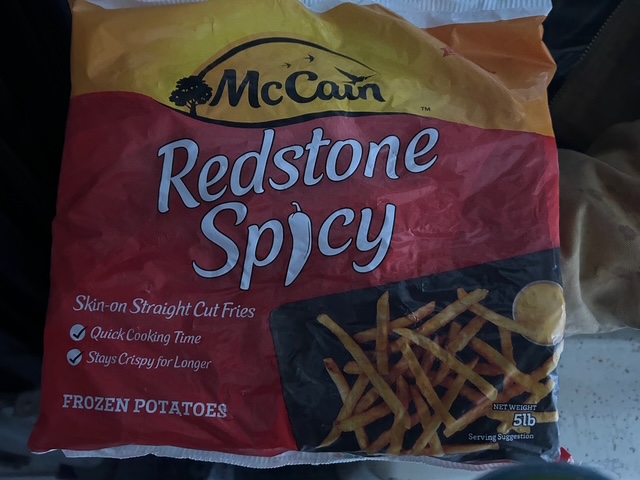 McCain
TM
Redstone
Spicy
Skin-on Straight Cut Fries
Quick Cooking Time
Stays Crispy for Longer
FROZEN POTATOES
NET WEIGHT
5lb
Serving Suggestion